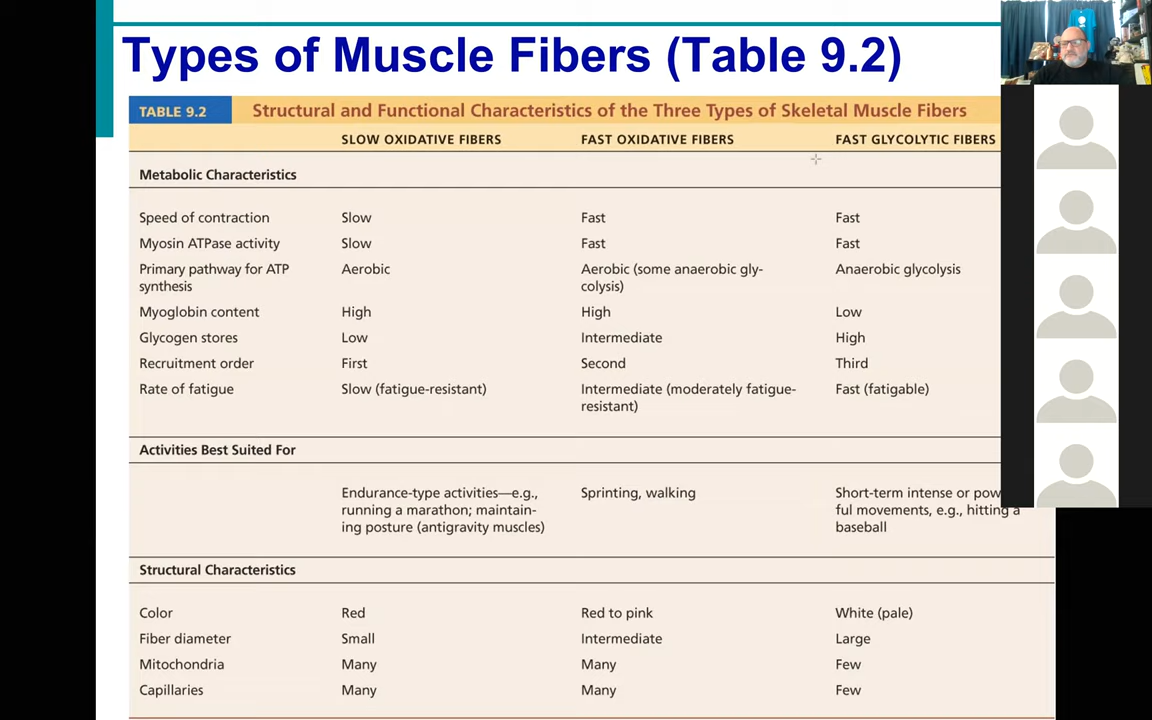 Types of Muscle Fibers (Table 9.2)
TABLE 9.2 Structural and Functional Characteristics of the Three Types of Skeletal Muscle Fibers
SLOW OXIDATIVE FIBERS FAST OXIDATIVE FIBERS FAST GLYCOLYTIC FIBERS
Metabolic Characteristics
Speed of contraction Slow Fast Fast
Myosin ATPase activity Slow Fast Fast
Primary pathway for ATP Aerobic Aerobic (some anaerobic gly- Anaerobic glycolysis
synthesis colysis)
Myoglobin content High High Low
Glycogen stores Low Intermediate High
Recruitment order First Second Third
Rate of fatigue Slow (fatigue-resistant) Intermediate (moderately fatigue- Fast (fatigable)
resistant)
Activities Best Suited For
Endurance-type activities—e.g., Sprinting, walking Short-term intense or pow
running a marathon; maintain- ful movements, e.g., hitting a
ing posture (antigravity muscles) baseball
Structural Characteristics
Color Red Red to pink White (pale)
Fiber diameter Small Intermediate Large
Mitochondria Many Many Few
Capillaries Many Many Few